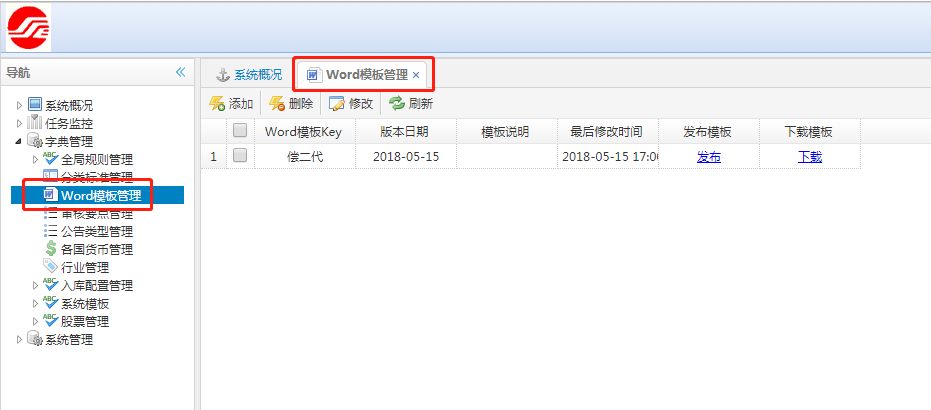 导航
系统概况
Word模板管理
系统概况
任务监控
字典管理
全局规则管理
分类标准管理
Word模板管理
审核要点管理
公告类型管理
各国货币管理
行业管理
入库配置管理
系统模板
股票管理
系统管理
添加
删除
修改
刷新
Word模板Key
版本日期
模板说明
最后修改时间
发布模板
下载模板
1
偿二代
2018-05-15
2018-05-15 17:0
发布
下载